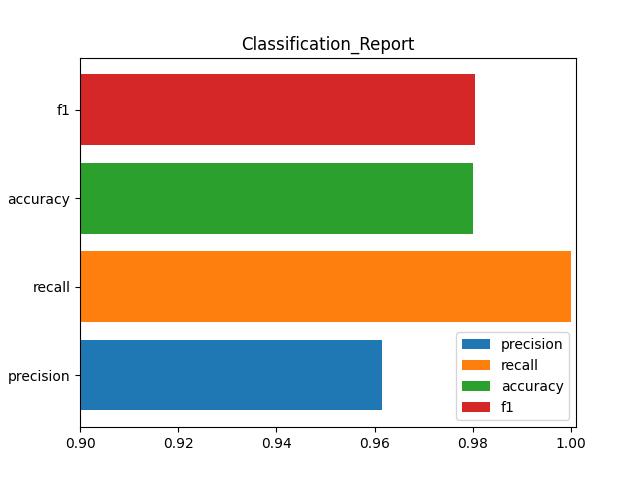 Classification_Report
f1
accuracy
recall
precision
precision
recall
accuracy
f1
0.90
0.92
0.94
0.96
0.98
1.00